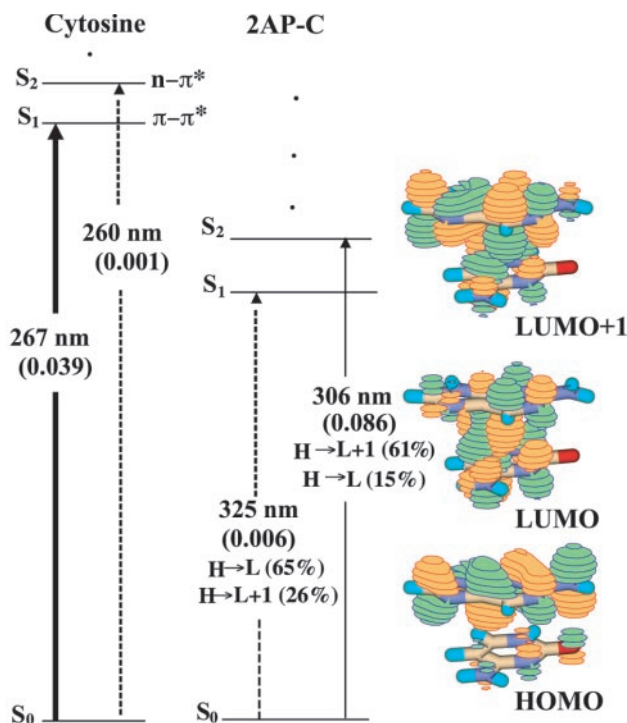 Cytosine
2AP-C
S₂
n–π*
S₁
π–π*
260 nm
(0.001)
267 nm
(0.039)
S₀
S₂
S₁
306 nm
(0.086)
H→L+1 (61%)
H→L (15%)
325 nm
(0.006)
H→L (65%)
H→L+1 (26%)
S₀
LUMO+1
LUMO
HOMO